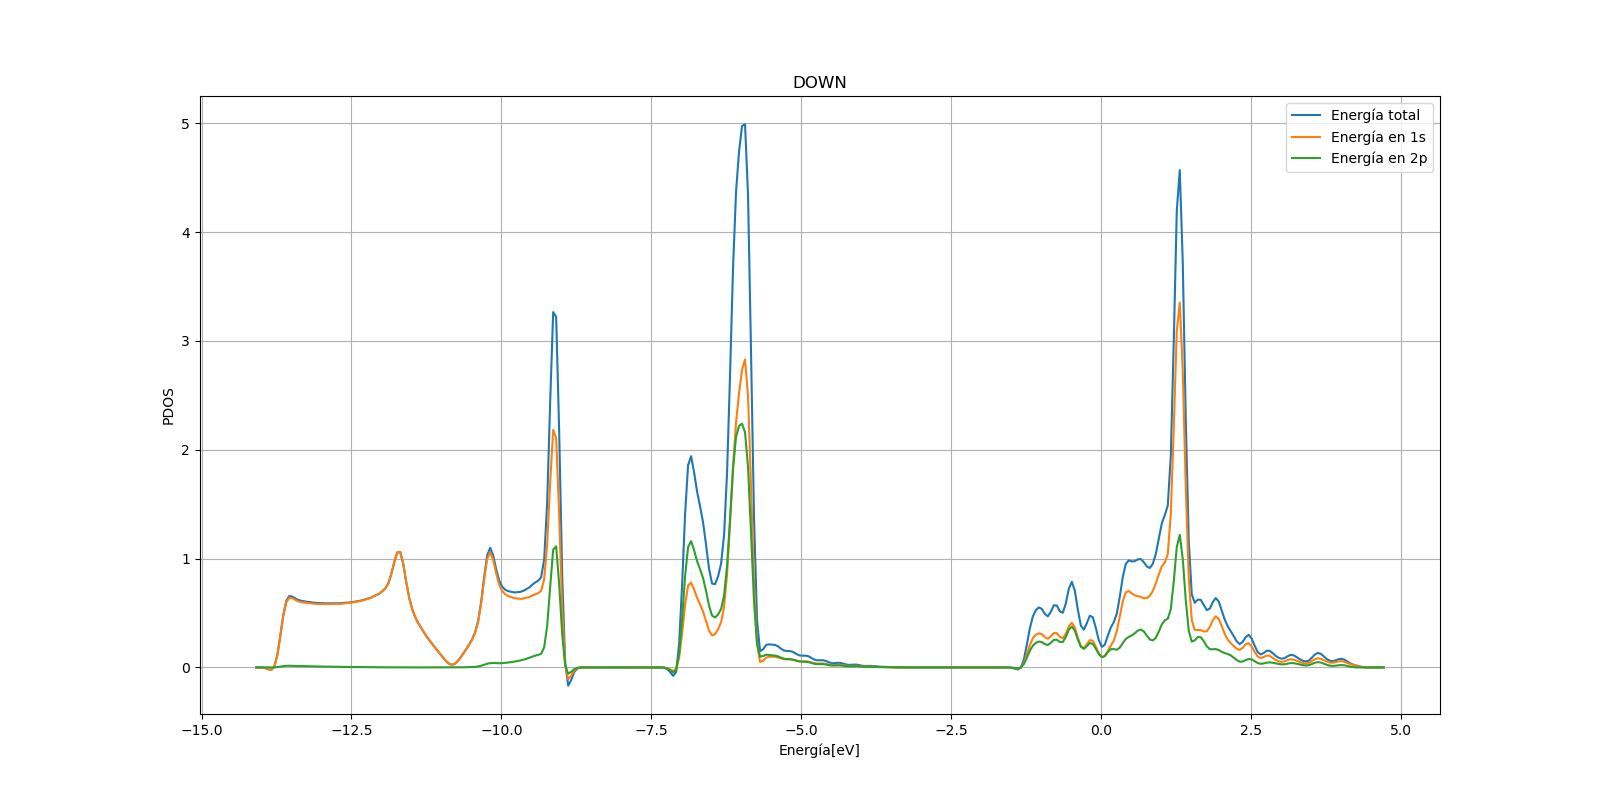 DOWN
Energía total
Energía en 1s
Energía en 2p
5
4
3
2
1
0
PDOS
−15.0 −12.5 −10.0 −7.5 −5.0 −2.5 0.0 2.5 5.0
Energía[eV]